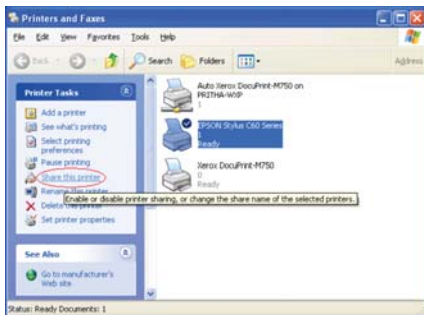 Printers and Faxes
File Edit View Favorites Tools Help
Back Search Folders Address
Printer Tasks
Add a printer
See what's printing
Select printing
preferences
Pause printing
Share this printer
Rename this printer
Enable or disable printer sharing, or change the share name of the selected printers.
Delete this printer
Set printer properties
See Also
Go to manufacturer's
Web site
Auto Xerox DocuPrint-M750 on
PRITHA-WXP
1
EPSON Stylus C60 Series
1
Ready
Xerox DocuPrint-M750
0
Ready
Status: Ready Documents: 1